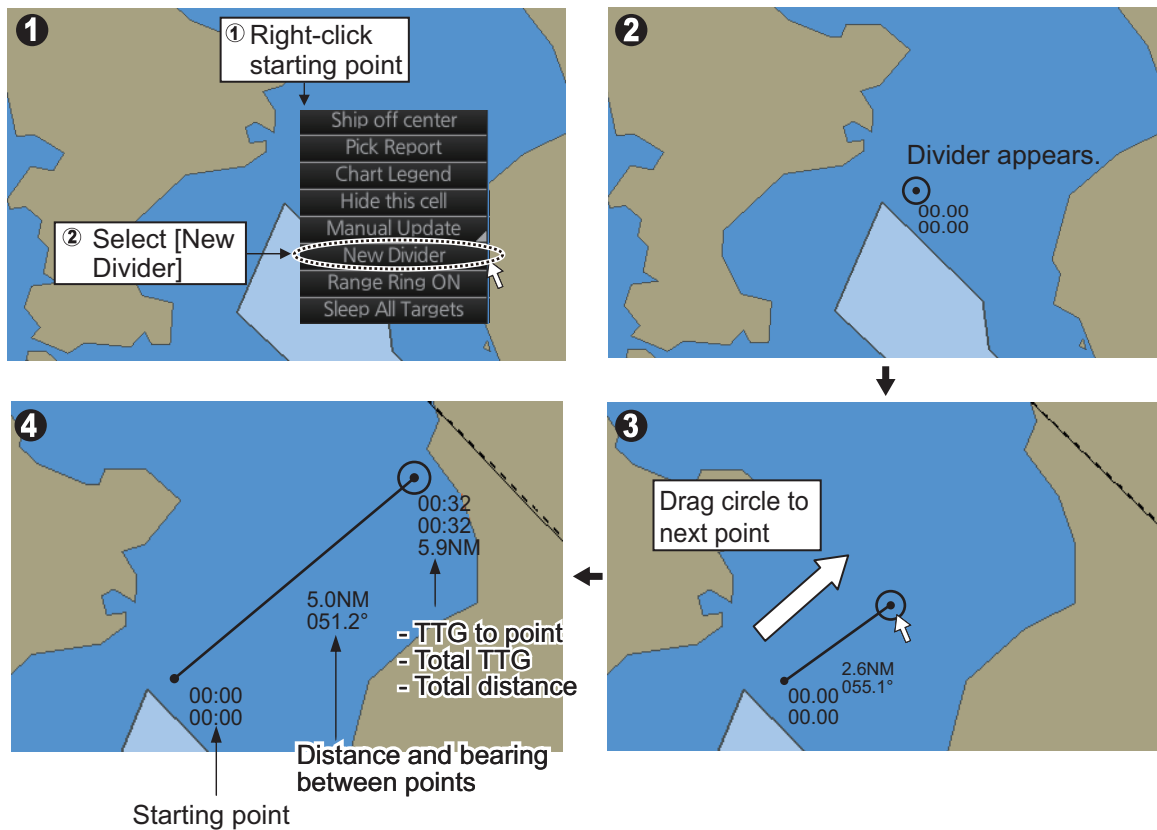 1
① Right-click
starting point
Ship off center
Pick Report
Chart Legend
Hide this cell
Manual Update
New Divider
Range Ring ON
Sleep All Targets
② Select [New
Divider]
2
Divider appears.
00.00
00.00
3
Drag circle to
next point
2.6NM
055.1°
00.00
00.00
4
00:32
00:32
5.9NM
5.0NM
051.2°
- TTG to point
- Total TTG
- Total distance
00:00
00:00
Distance and bearing
between points
Starting point